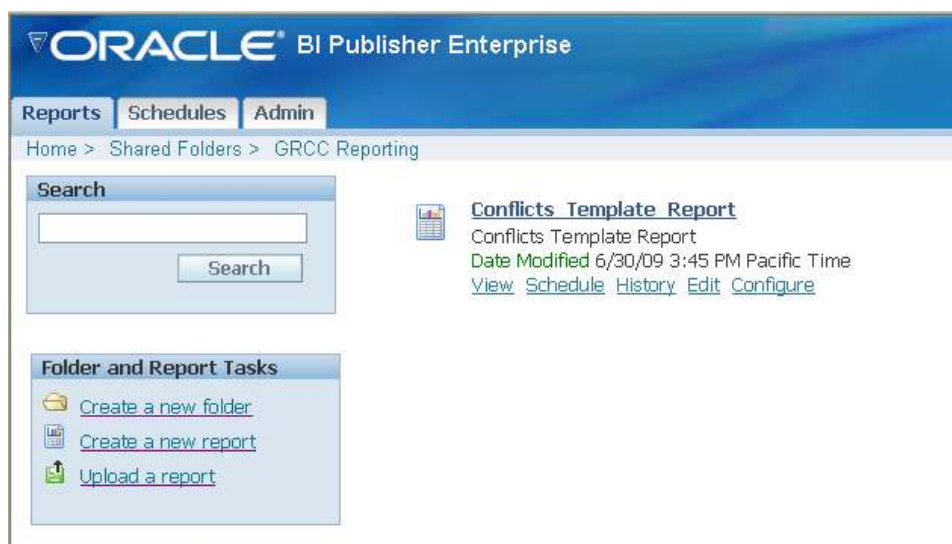 ORACLE® BI Publisher Enterprise
Reports Schedules Admin
Home > Shared Folders > GRCC Reporting
Search
Search
Conflicts Template Report
Conflicts Template Report
Date Modified 6/30/09 3:45 PM Pacific Time
View Schedule History Edit Configure
Folder and Report Tasks
Create a new folder
Create a new report
Upload a report